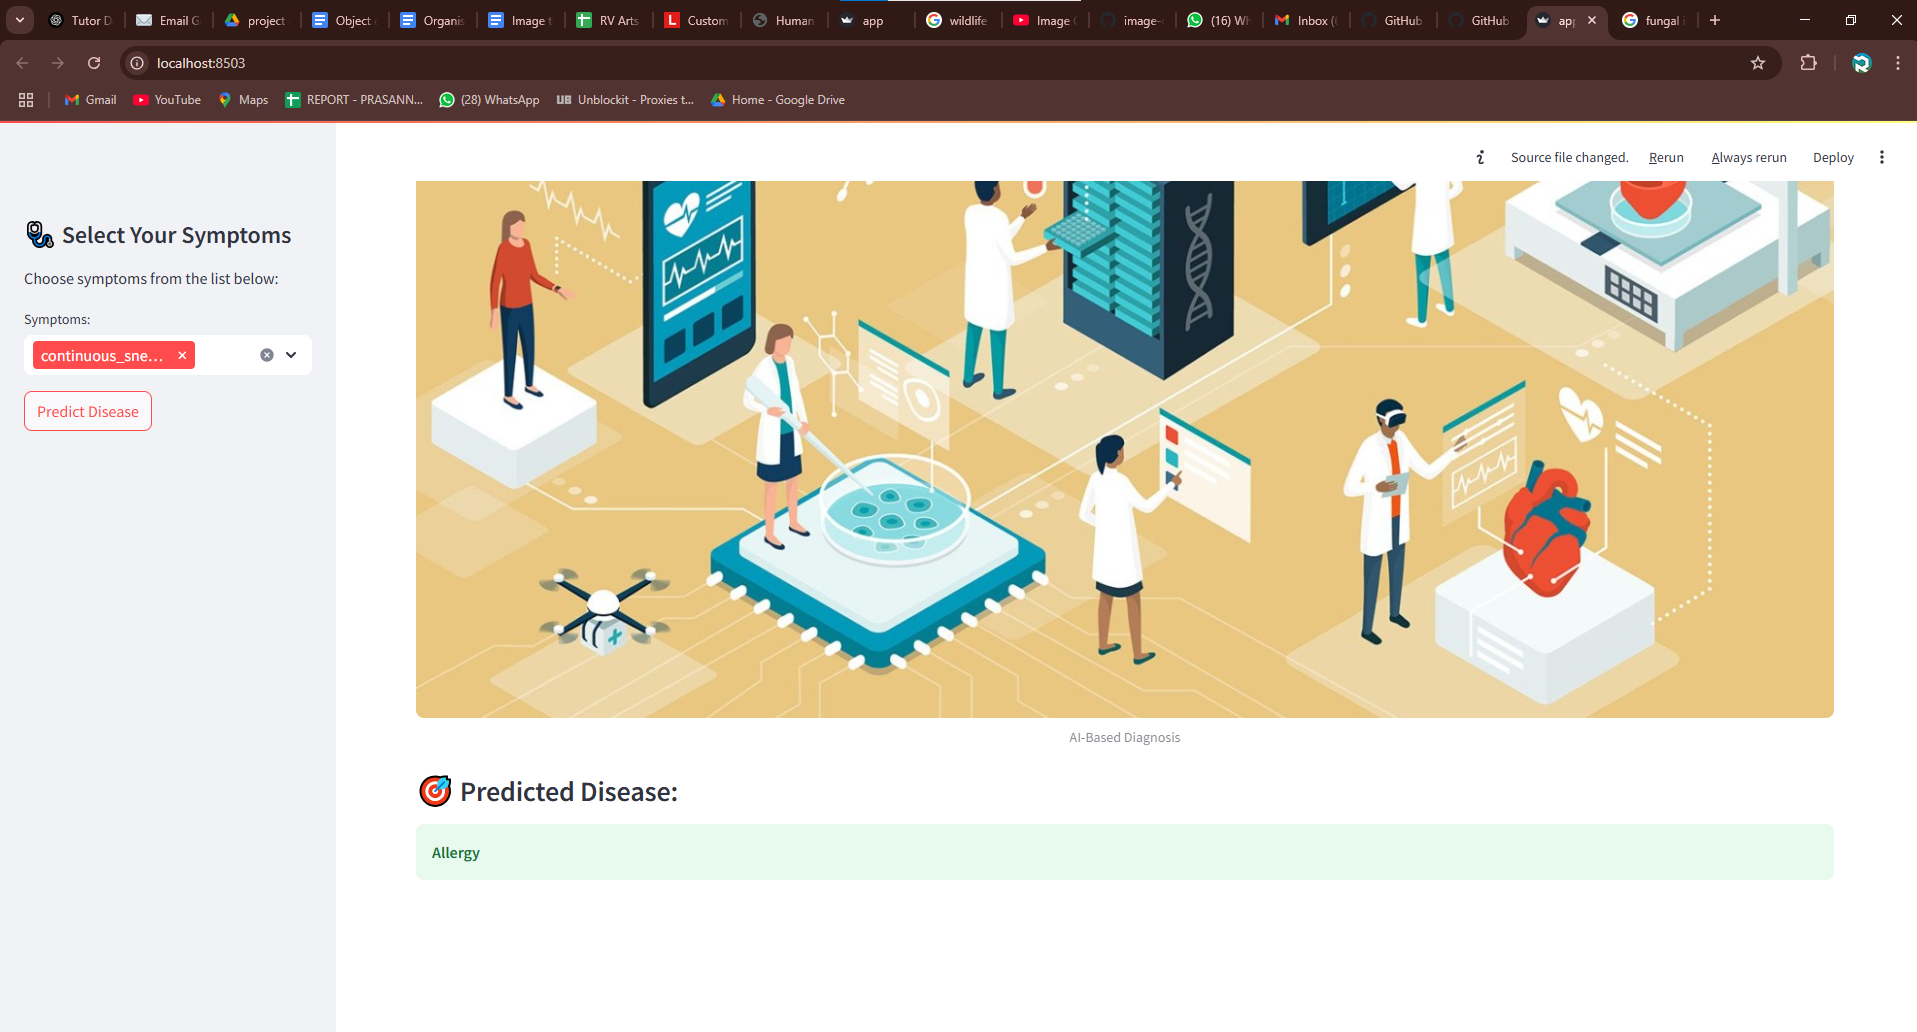 Tutor D
Email G
project
Object
Organis
Image t
RV Arts
Custom
Human
app
wildlife
Image
image-
(16) Wh
Inbox (
GitHub
GitHub
app
fungal i
localhost:8503
Gmail
YouTube
Maps
REPORT - PRASANN...
(28) WhatsApp
UB Unblockit - Proxies t...
Home - Google Drive
Source file changed. Rerun Always rerun Deploy
Select Your Symptoms
Choose symptoms from the list below:
Symptoms:
continuous_sne...
Predict Disease
AI-Based Diagnosis
Predicted Disease:
Allergy